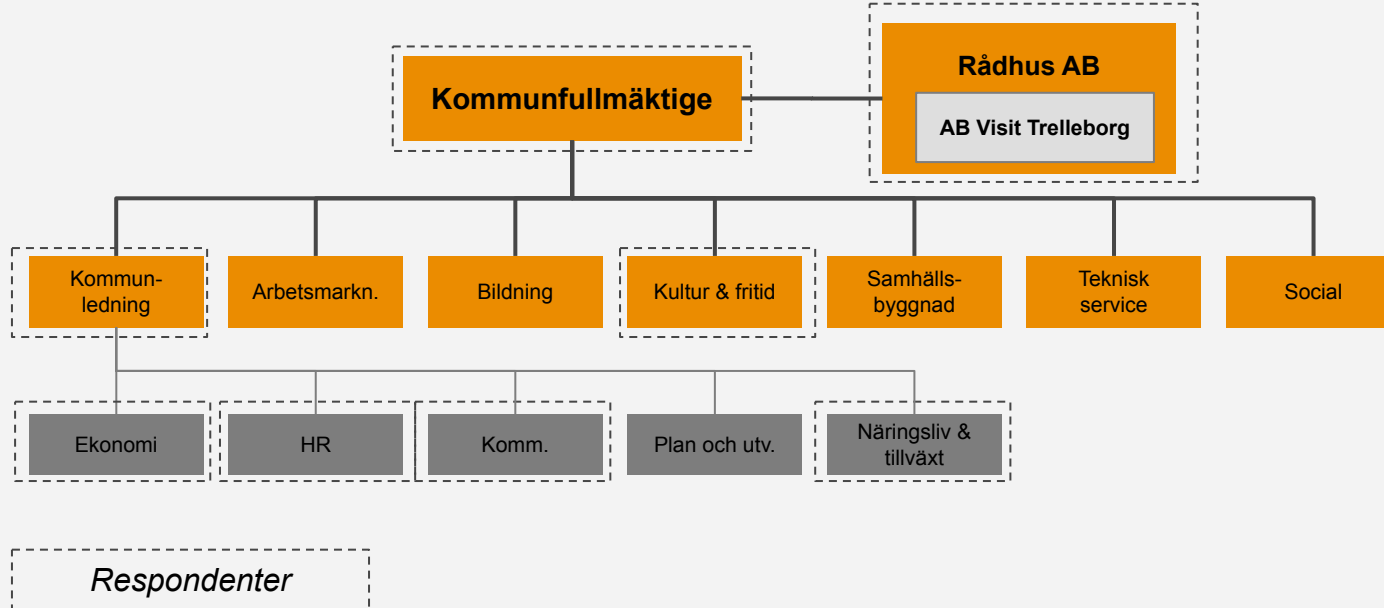 Rådhus AB
Kommunfullmäktige
AB Visit Trelleborg
Kommun-
ledning
Arbetsmarkn.
Bildning
Kultur & fritid
Samhälls-
byggnad
Teknisk
service
Social
Ekonomi
HR
Komm.
Plan och utv.
Näringsliv &
tillväxt
Respondenter